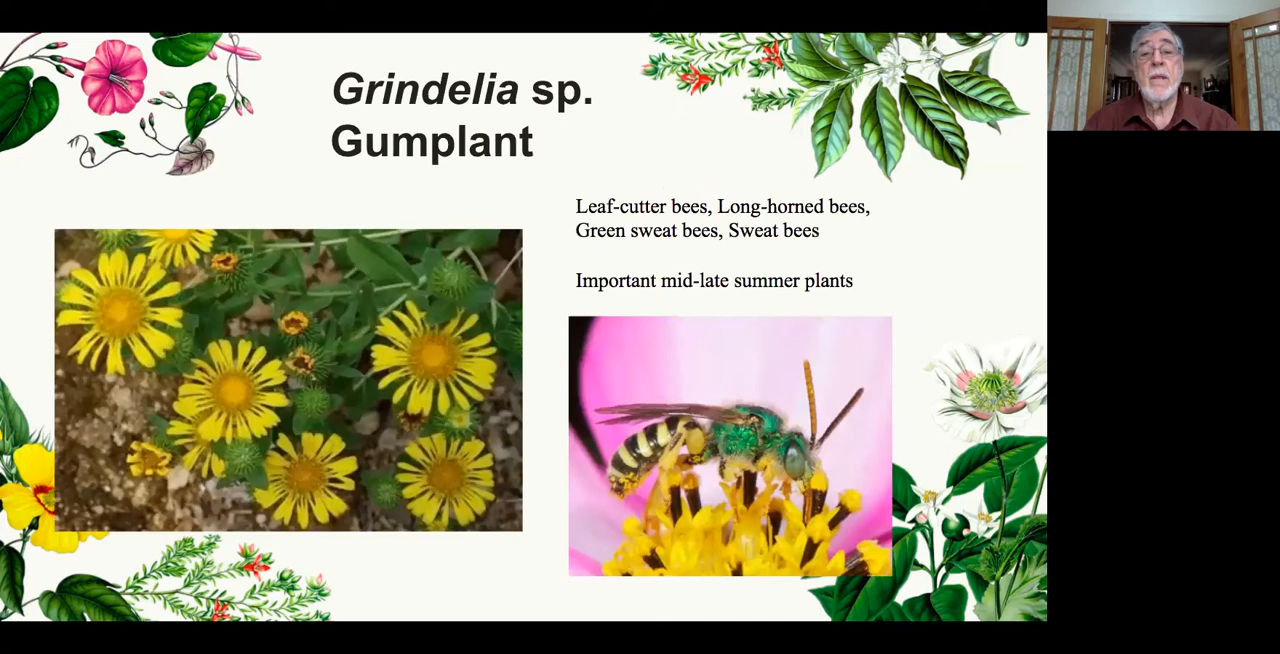 Grindelia sp.
Gumplant
Leaf-cutter bees, Long-horned bees,
Green sweat bees, Sweat bees
Important mid-late summer plants